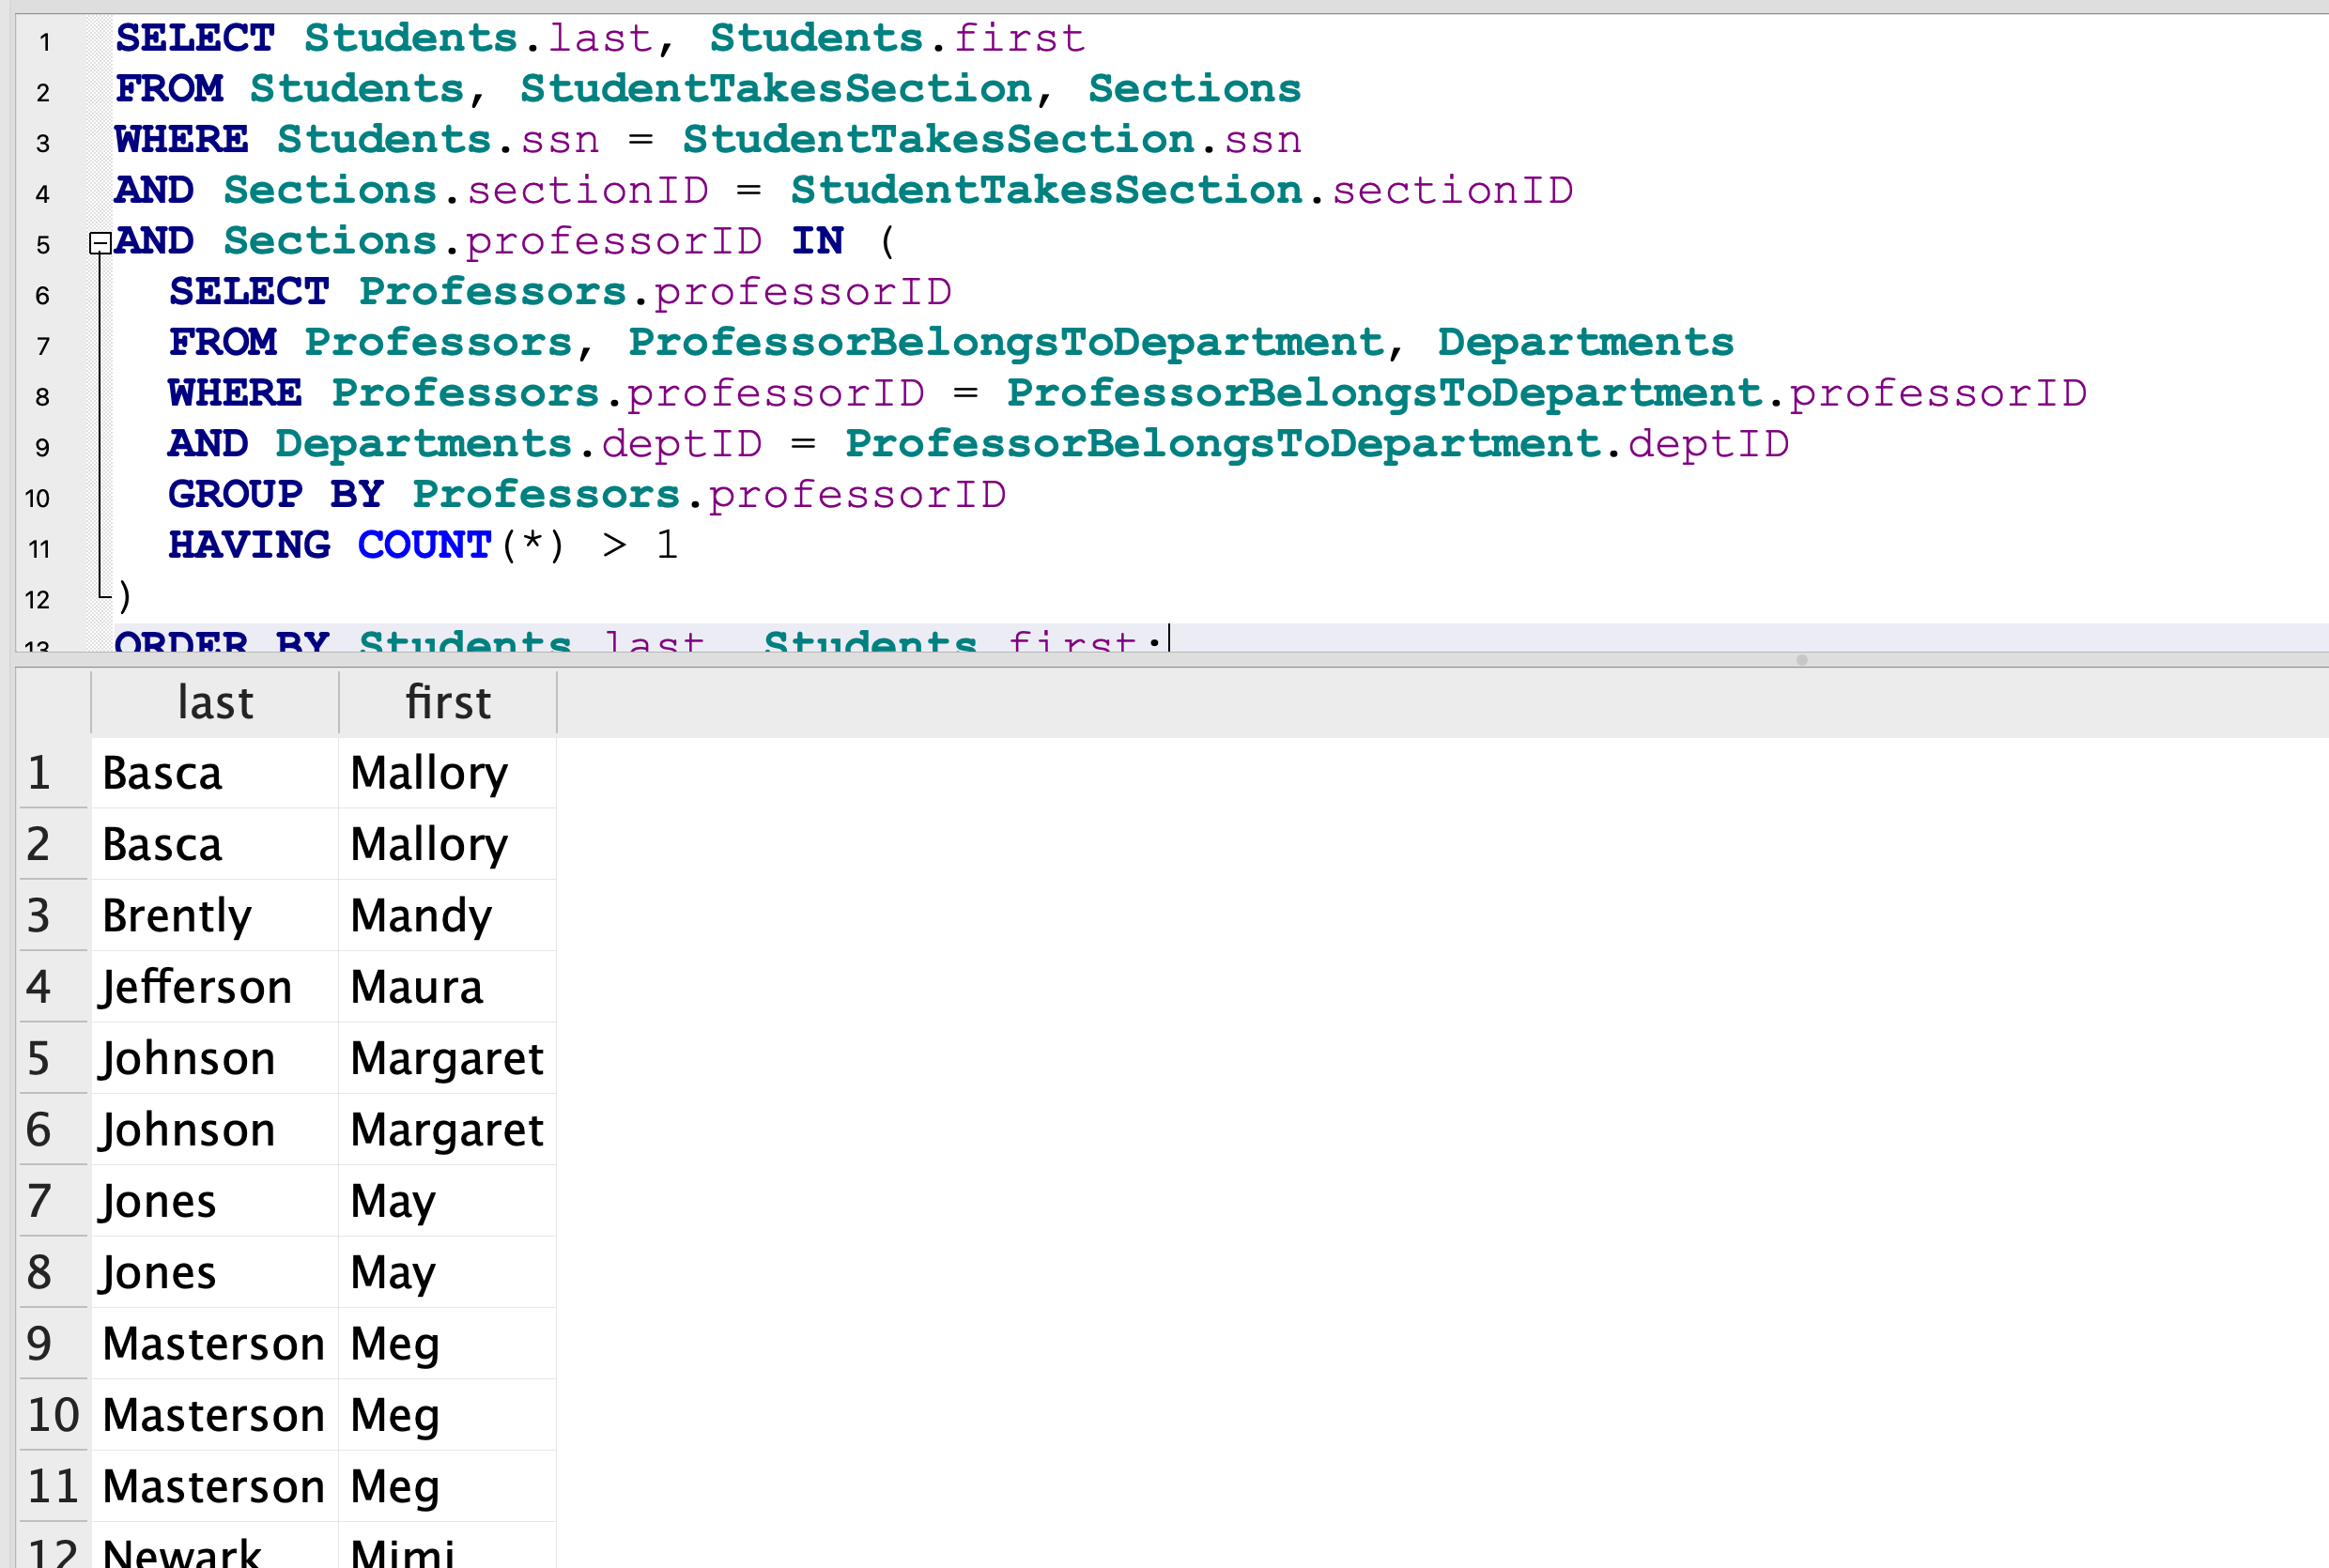 1 SELECT Students.last, Students.first
2 FROM Students, StudentTakesSection, Sections
3 WHERE Students.ssn = StudentTakesSection.ssn
4 AND Sections.sectionID = StudentTakesSection.sectionID
5 AND Sections.professorID IN (
6 SELECT Professors.professorID
7 FROM Professors, ProfessorBelongsToDepartment, Departments
8 WHERE Professors.professorID = ProfessorBelongsToDepartment.professorID
9 AND Departments.deptID = ProfessorBelongsToDepartment.deptID
10 GROUP BY Professors.professorID
11 HAVING COUNT(*) > 1
12 )
13 ORDER BY Students.last, Students.first;
last first
1 Basca Mallory
2 Basca Mallory
3 Brently Mandy
4 Jefferson Maura
5 Johnson Margaret
6 Johnson Margaret
7 Jones May
8 Jones May
9 Masterson Meg
10 Masterson Meg
11 Masterson Meg
12 Newark Mimi